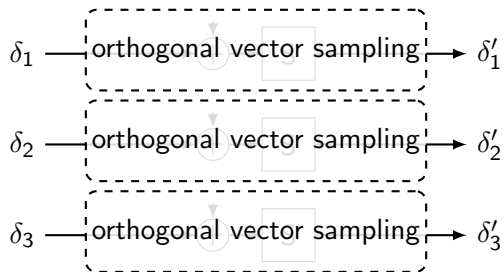 δ₁ orthogonal vector sampling δ′₁
δ₂ orthogonal vector sampling δ′₂
δ₃ orthogonal vector sampling δ′₃